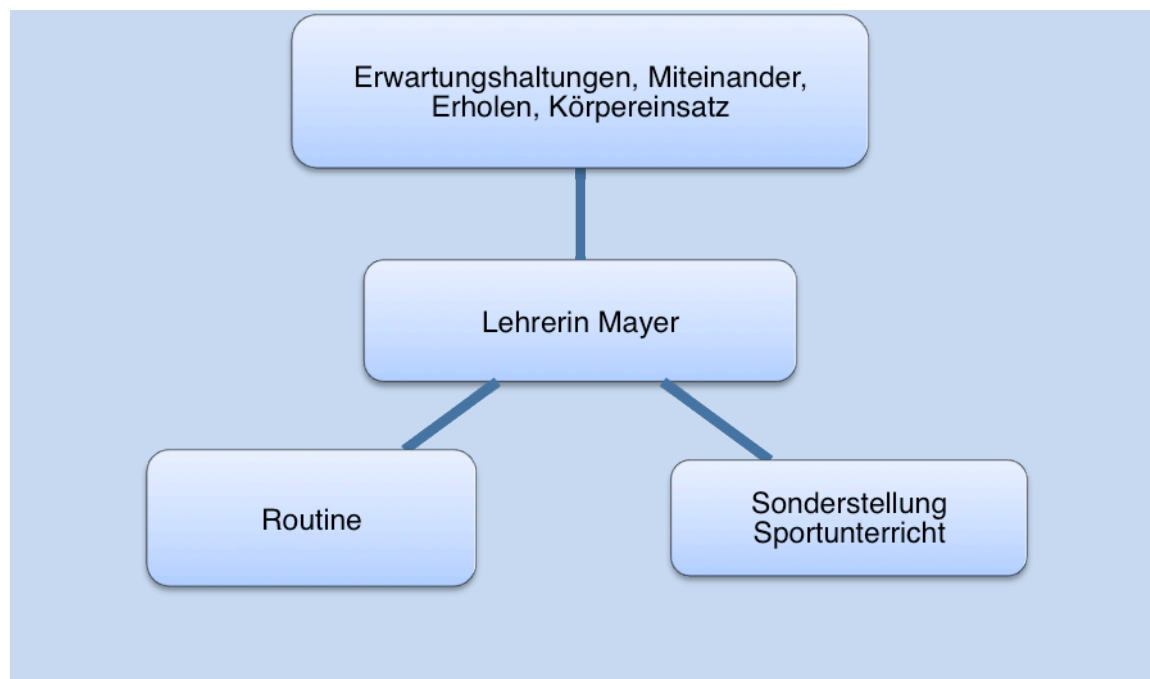 Erwartungshaltungen, Miteinander,
Erholen, Körpereinsatz
Lehrerin Mayer
Routine
Sonderstellung
Sportunterricht